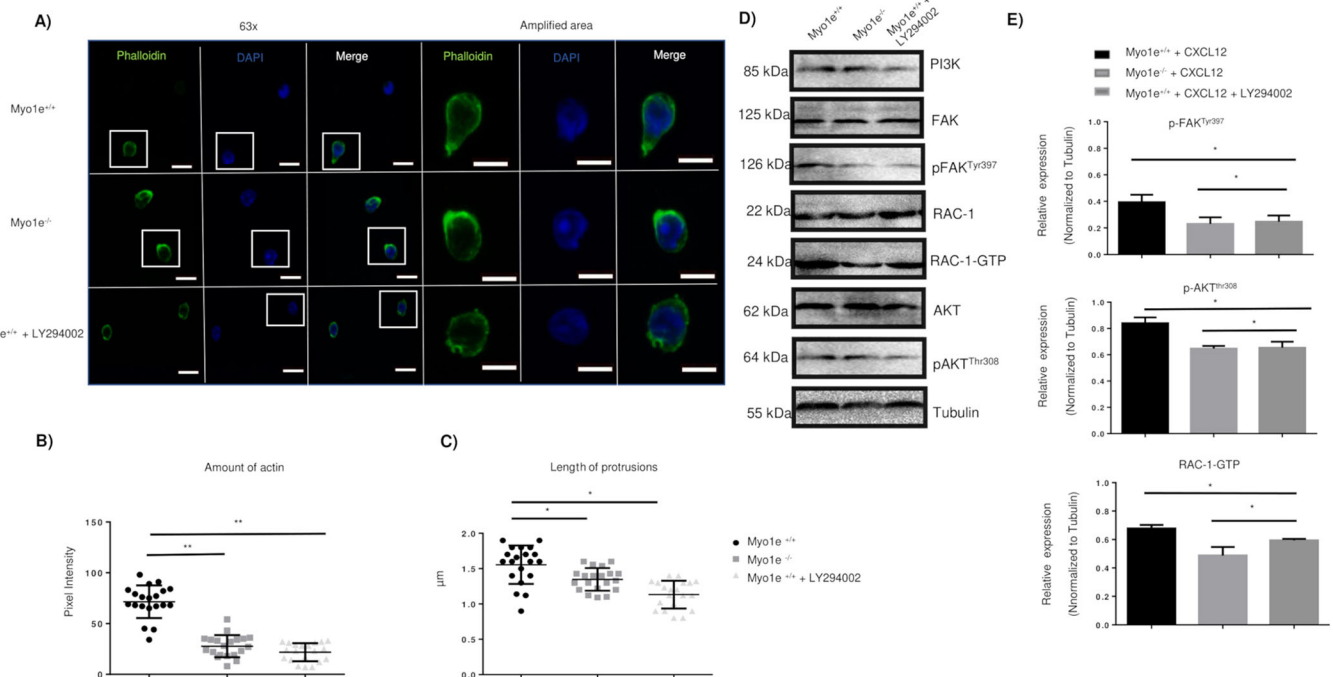 A)
63x
Amplified area
Phalloidin DAPI Merge Phalloidin DAPI Merge
Myo1e+/+
Myo1e-/-
e+/+ + LY294002
B)
Amount of actin
Pixel Intensity
150
100
50
0
**
**
C)
Length of protrusions
µm
2.0
1.5
1.0
0.5
0.0
*
*
Myo1e +/+
Myo1e -/-
Myo1e +/+ + LY294002
D)
Myo1e+/+
Myo1e-/-
Myo1e+/+ +
LY294002
85 kDa PI3K
125 kDa FAK
126 kDa pFAKTyr397
22 kDa RAC-1
24 kDa RAC-1-GTP
62 kDa AKT
64 kDa pAKTThr308
55 kDa Tubulin
E)
Myo1e+/+ + CXCL12
Myo1e-/- + CXCL12
Myo1e+/+ + CXCL12 + LY294002
p-FAKTyr397
Relative expression
(Normalized to Tubulin)
1.0
0.8
0.6
0.4
0.2
0.0
*
*
p-AKTthr308
Relative expression
(Normalized to Tubulin)
1.0
0.8
0.6
0.4
0.2
0.0
*
*
RAC-1-GTP
Relative expression
Nnormalized to Tubulin)
1.0
0.8
0.6
0.4
0.2
0.0
*
*